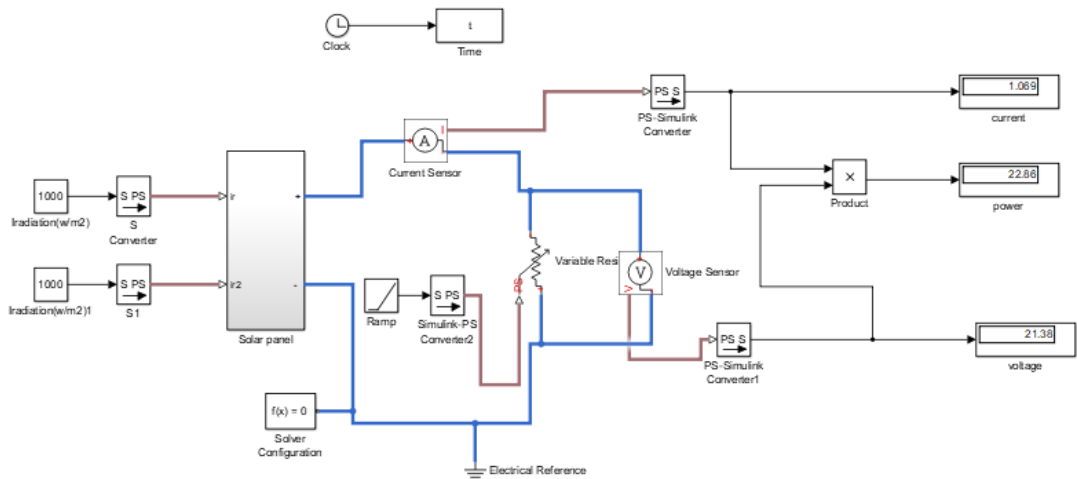 t
Clock
Time
PS S
1.069
PS-Simulink
Converter
current
A
I
Current Sensor
1000
S PS
ir
+
×
22.86
Iradiation(w/m2)
S
Converter
Product
power
Variable Resi
V
Voltage Sensor
PS
V
1000
S PS
ir2
-
S PS
Iradiation(w/m2)1
S1
Ramp
Simulink-PS
Converter2
Solar panel
PS S
21.38
PS-Simulink
Converter1
voltage
f(x) = 0
Solver
Configuration
Electrical Reference